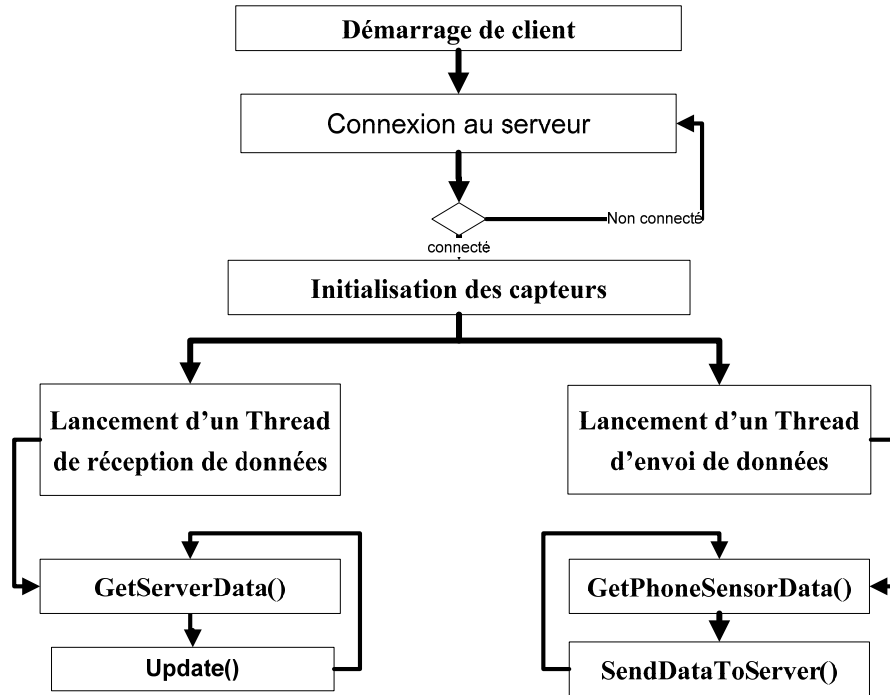 Démarrage de client
Connexion au serveur
Non connecté
connecté
Initialisation des capteurs
Lancement d’un Thread
de réception de données
Lancement d’un Thread
d’envoi de données
GetServerData()
Update()
GetPhoneSensorData()
SendDataToServer()